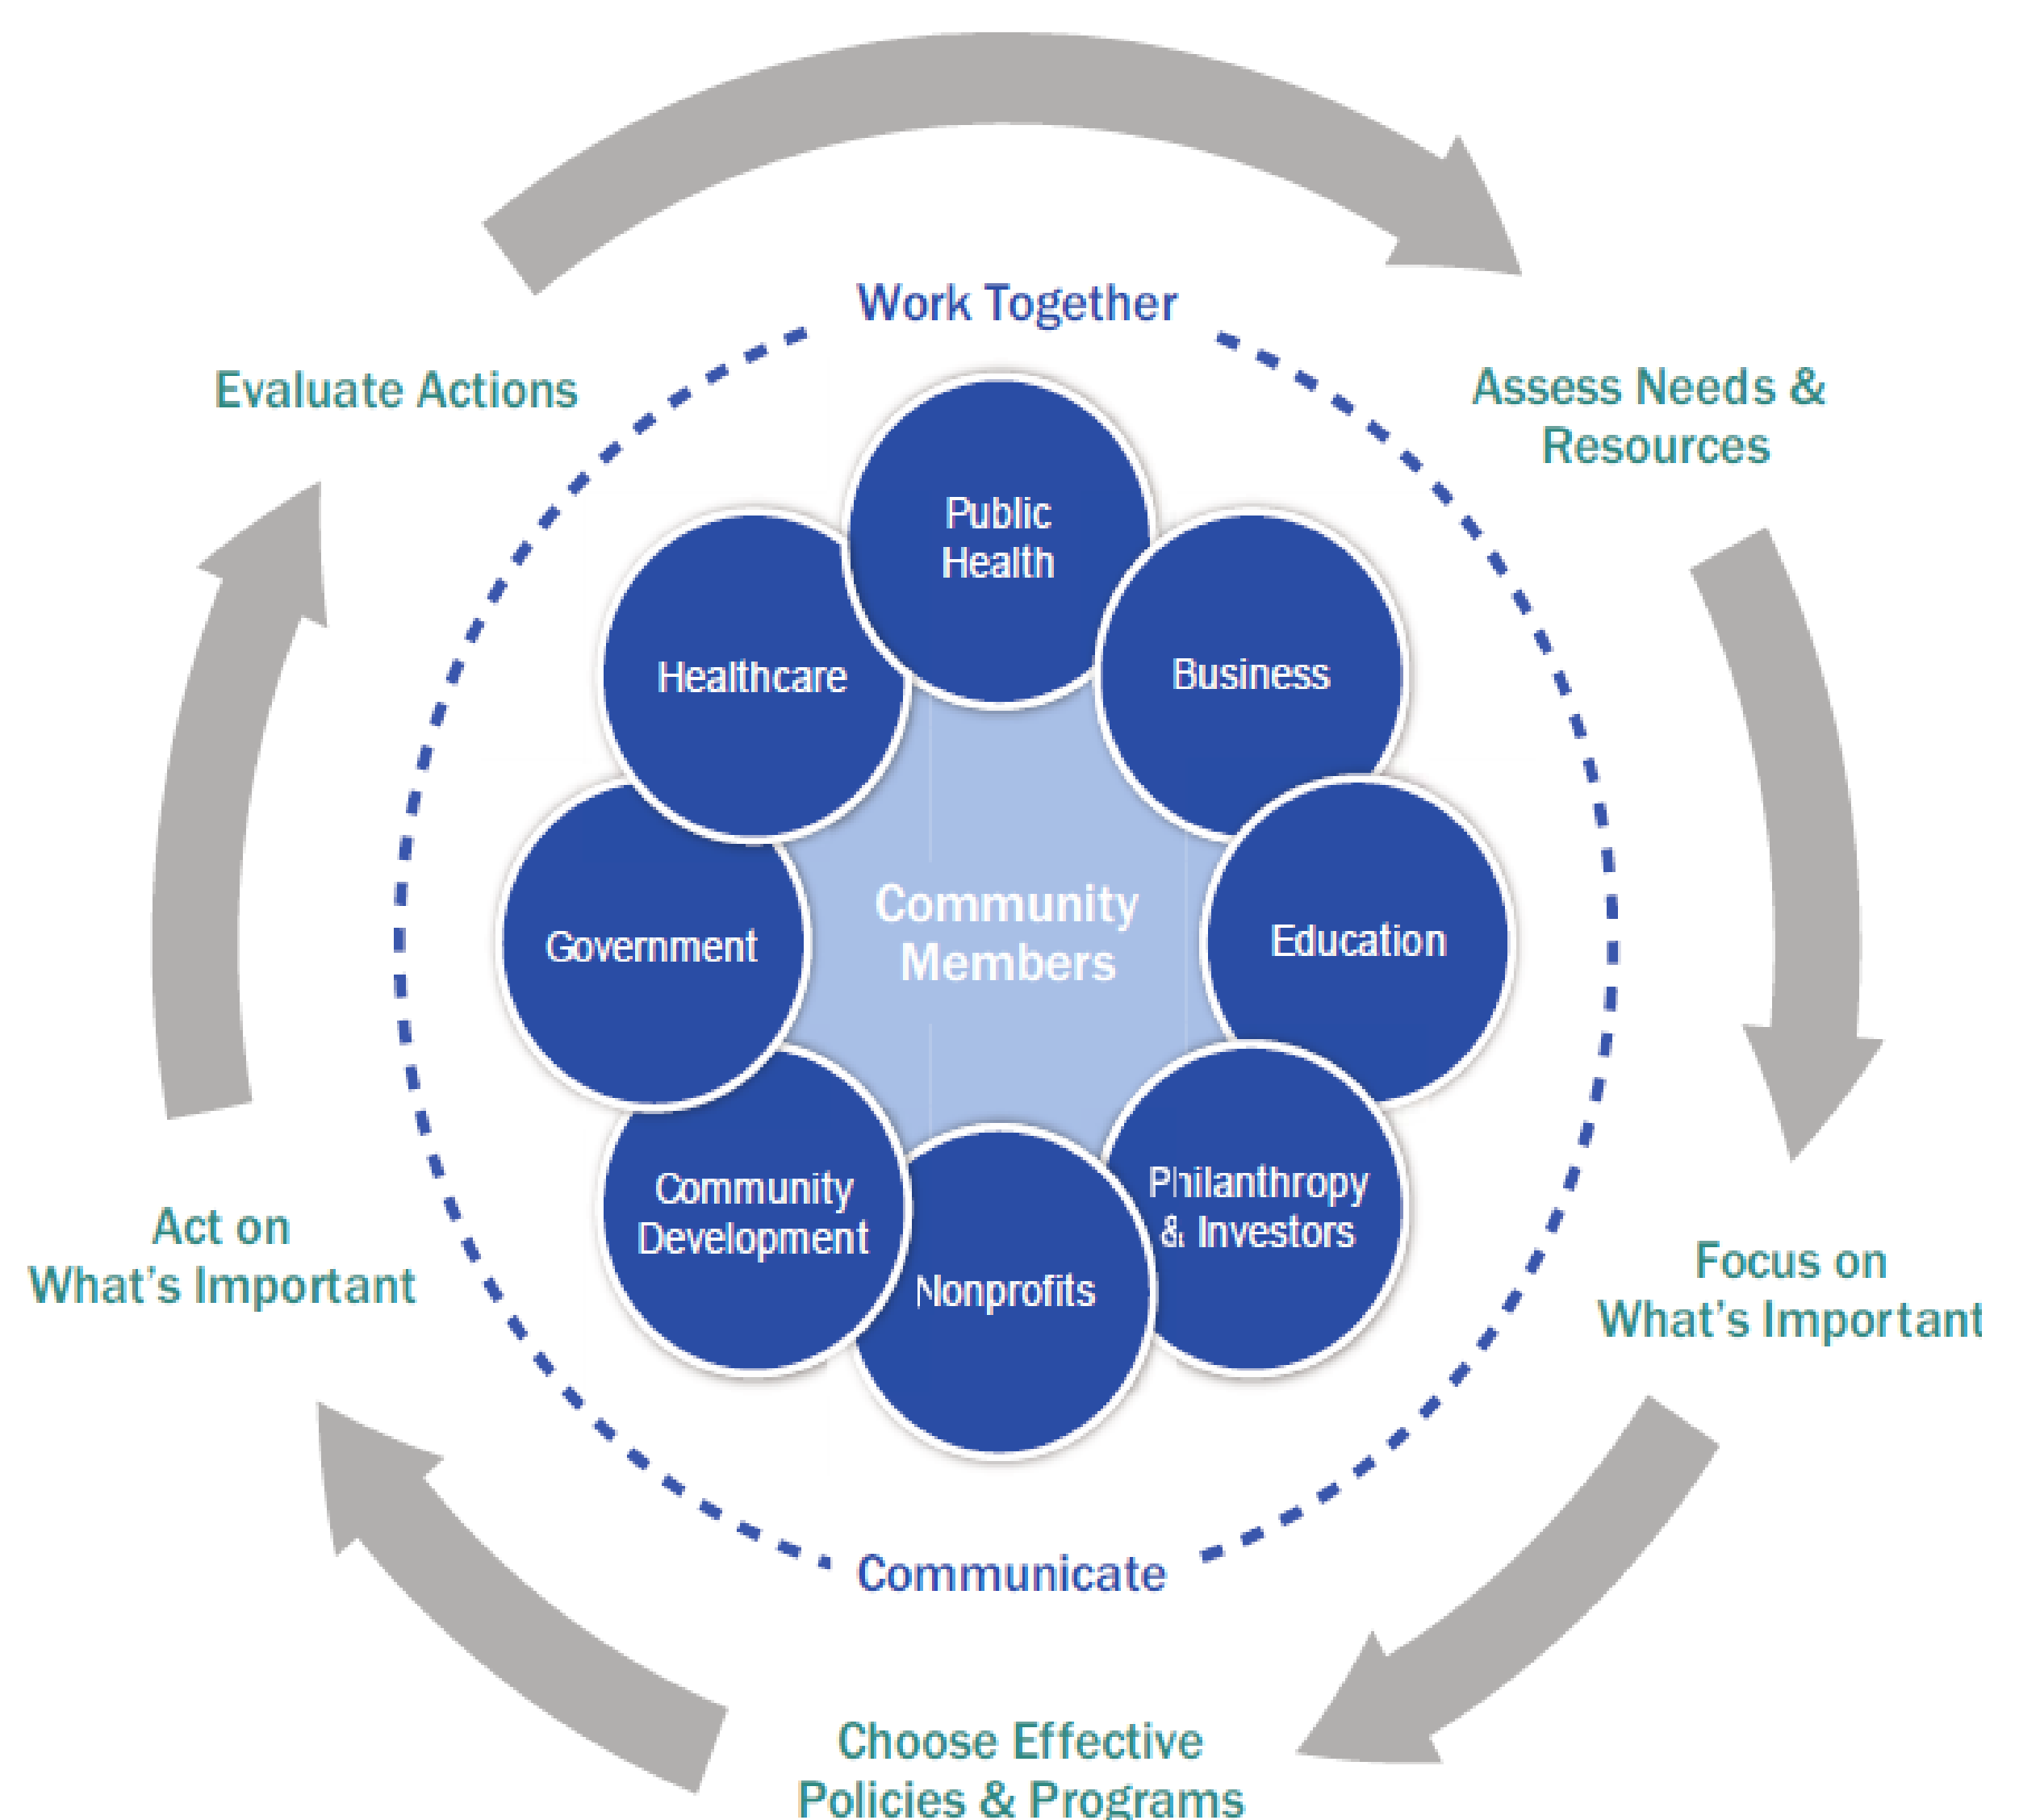 Work Together
Evaluate Actions
Assess Needs &
Resources
Public
Health
Healthcare
Business
Community
Members
Government
Education
Community
Development
Philanthropy
& Investors
Nonprofits
Act on
What's Important
Focus on
What's Important
Communicate
Choose Effective
Policies & Programs